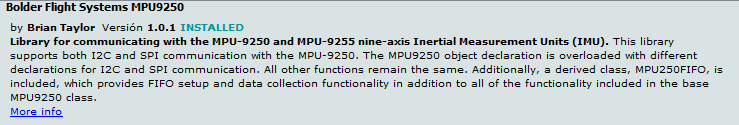 Bolder Flight Systems MPU9250
by Brian Taylor Versión 1.0.1 INSTALLED
Library for communicating with the MPU-9250 and MPU-9255 nine-axis Inertial Measurement Units (IMU). This library
supports both I2C and SPI communication with the MPU-9250. The MPU9250 object declaration is overloaded with different
declarations for I2C and SPI communication. All other functions remain the same. Additionally, a derived class, MPU250FIFO, is
included, which provides FIFO setup and data collection functionality in addition to all of the functionality included in the base
MPU9250 class.
More info